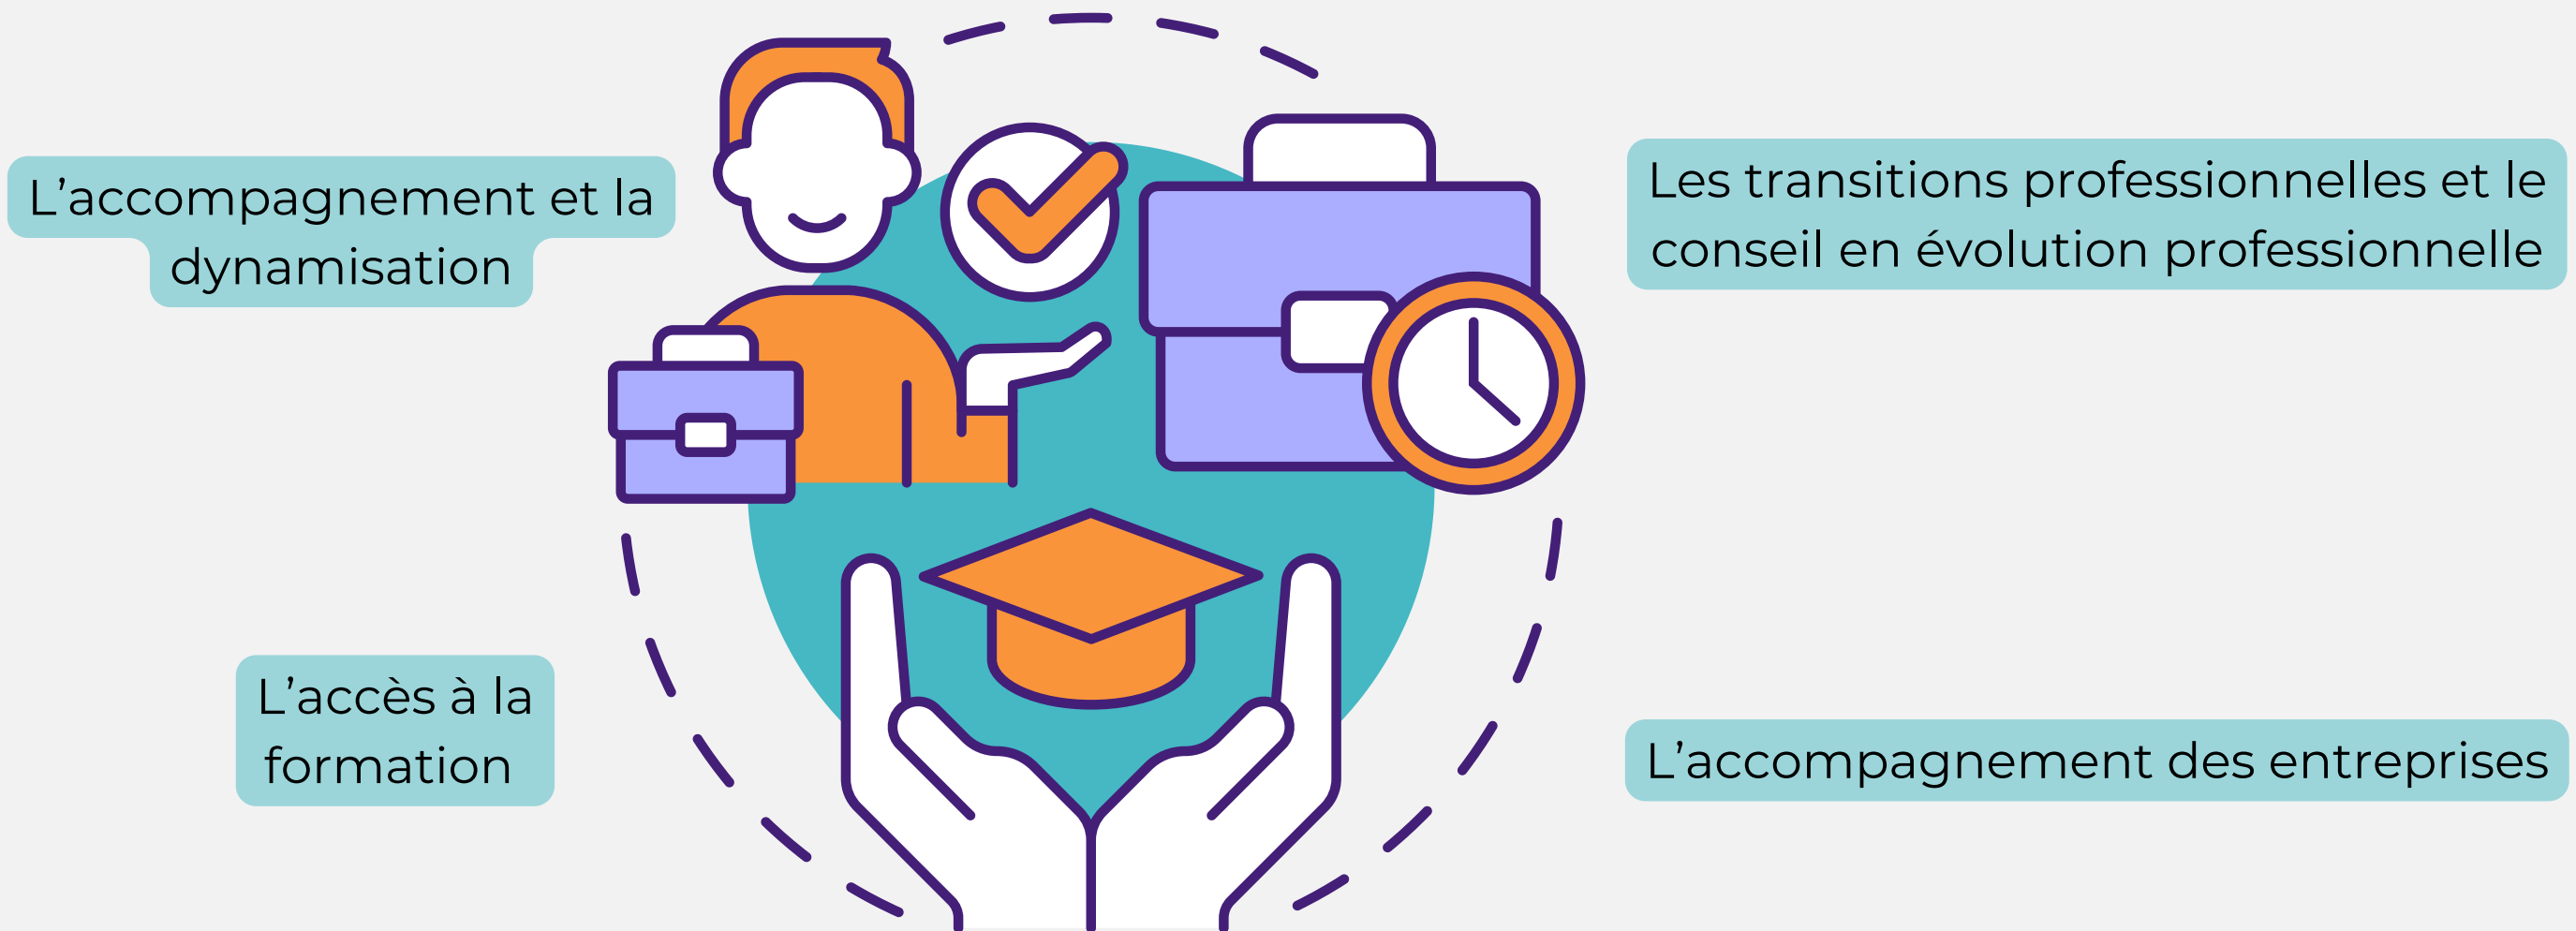 L’accompagnement et la
dynamisation
Les transitions professionnelles et le
conseil en évolution professionnelle
L’accès à la
formation
L’accompagnement des entreprises